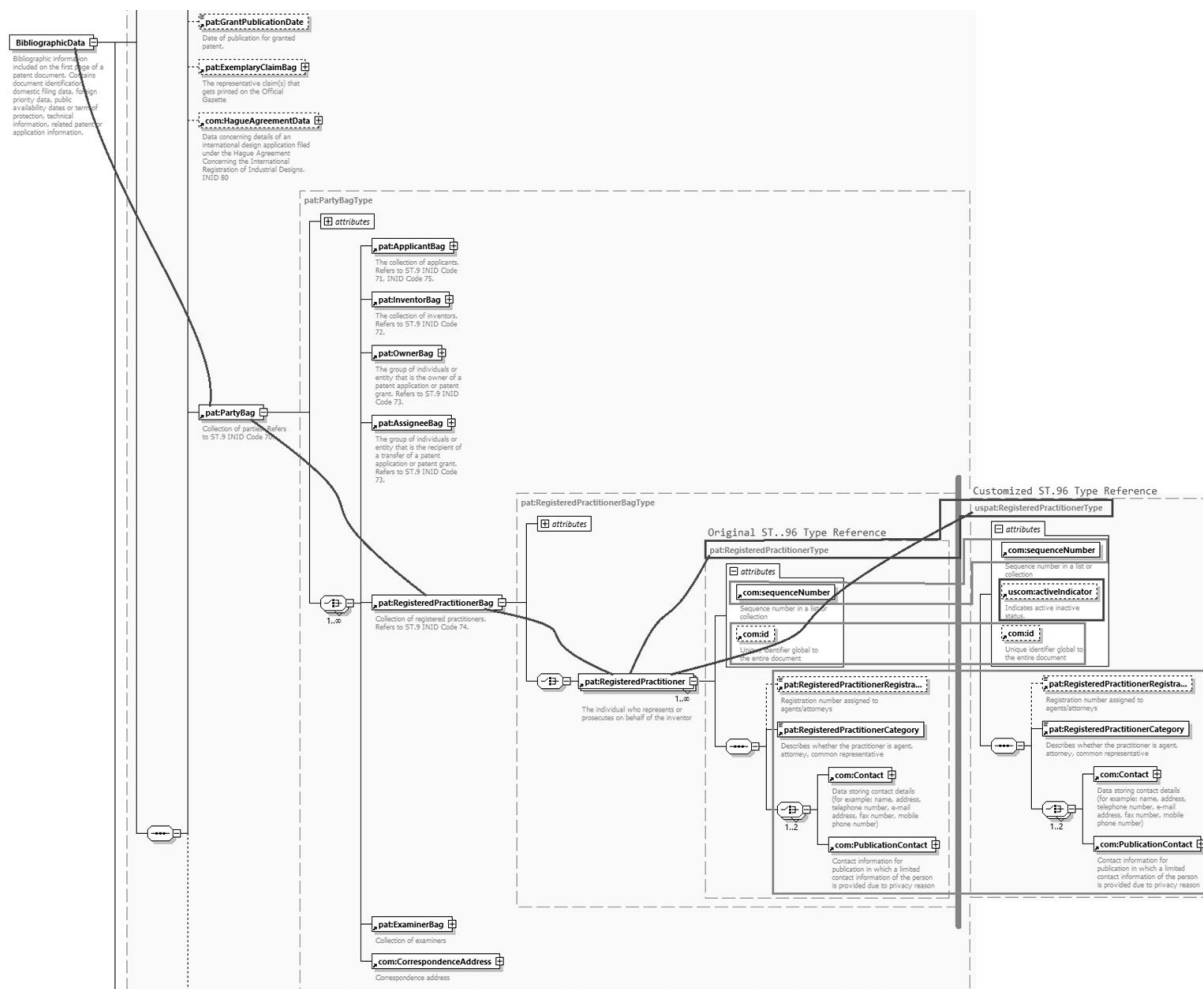 pat:GrantPublicationDate
Date of publication for granted
patent.
BibliographicData
Bibliographic information
included on the first page of a
patent document. Contains
document identification,
domestic filing data, foreign
priority data, public
availability dates or term of
protection, technical
information, related patent or
application information.
pat:ExemplaryClaimBag
The representative claim(s) that
gets printed on the Official
Gazette
com:HagueAgreementData
Data concerning details of an
international design application filed
under the Hague Agreement
Concerning the International
Registration of Industrial Designs.
INID 80
pat:PartyBagType
attributes
pat:ApplicantBag
The collection of applicants.
Refers to ST.9 INID Code
71, INID Code 75.
pat:InventorBag
The collection of inventors.
Refers to ST.9 INID Code
72.
pat:OwnerBag
The group of individuals or
entity that is the owner of a
patent application or patent
grant. Refers to ST.9 INID
Code 73.
pat:PartyBag
Collection of parties. Refers
to ST.9 INID Code 70.
pat:AssigneeBag
The group of individuals or
entity that is the recipient of
a transfer of a patent
application or patent grant.
Refers to ST.9 INID Code
73.
pat:RegisteredPractitionerBagType
attributes
1..∞
pat:RegisteredPractitionerBag
Collection of registered practitioners.
Refers to ST.9 INID Code 74.
pat:RegisteredPractitioner
1..∞
The individual who represents or
prosecutes on behalf of the inventor
Original ST..96 Type Reference
pat:RegisteredPractitionerType
attributes
com:sequenceNumber
Sequence number in a list or
collection
com:id
Unique identifier global to
the entire document
pat:RegisteredPractitionerRegistra...
Registration number assigned to
agents/attorneys
pat:RegisteredPractitionerCategory
Describes whether the practitioner is agent,
attorney, common representative
1..2
com:Contact
Data storing contact details
(for example: name, address,
telephone number, e-mail
address, fax number, mobile
phone number)
com:PublicationContact
Contact information for
publication in which a limited
contact information of the person
is provided due to privacy reason
Customized ST.96 Type Reference
uspat:RegisteredPractitionerType
attributes
com:sequenceNumber
Sequence number in a list or
collection
uscom:activeIndicator
Indicates active inactive
status.
com:id
Unique identifier global to
the entire document
pat:RegisteredPractitionerRegistra...
Registration number assigned to
agents/attorneys
pat:RegisteredPractitionerCategory
Describes whether the practitioner is agent,
attorney, common representative
1..2
com:Contact
Data storing contact details
(for example: name, address,
telephone number, e-mail
address, fax number, mobile
phone number)
com:PublicationContact
Contact information for
publication in which a limited
contact information of the person
is provided due to privacy reason
pat:ExaminerBag
Collection of examiners
com:CorrespondenceAddress
Correspondence address